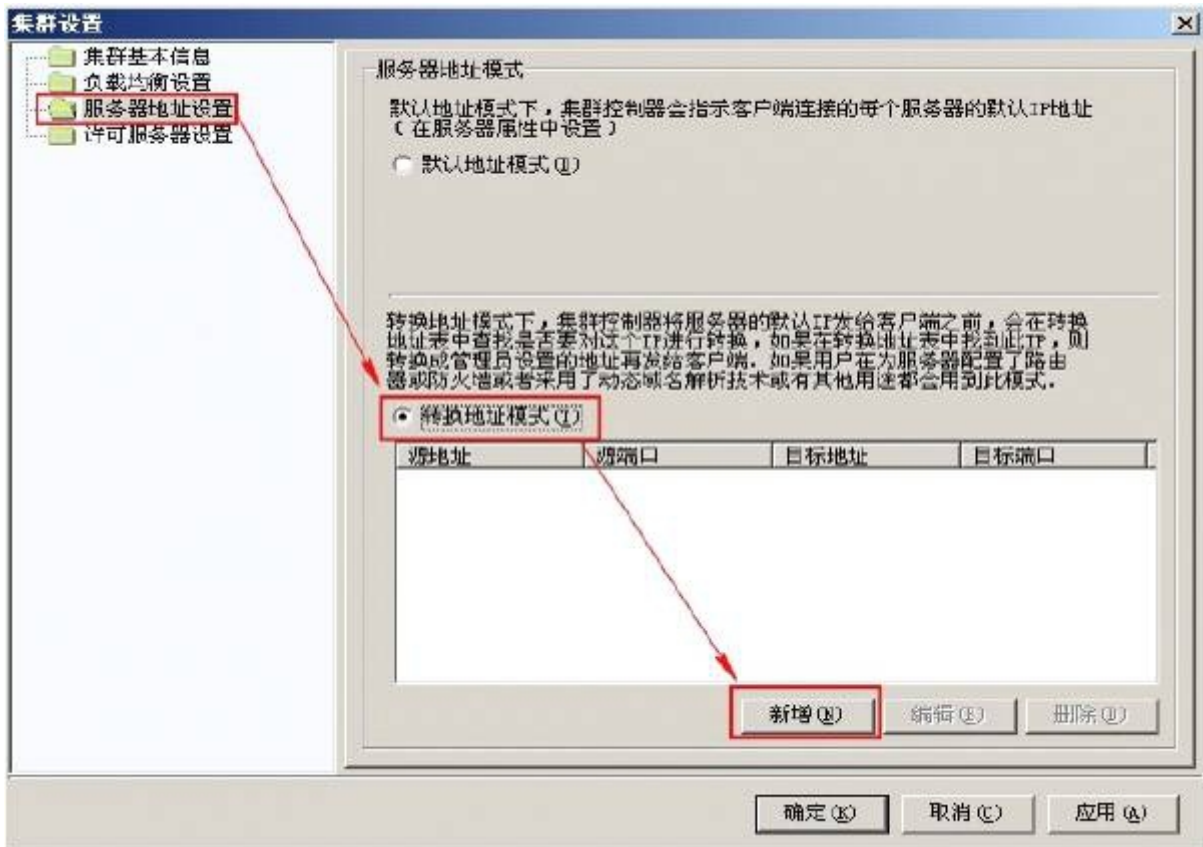 集群设置
集群基本信息
负载均衡设置
服务器地址设置
许可服务器设置
服务器地址模式
默认地址模式下，集群控制器会指示客户端连接的每个服务器的默认IP地址
（在服务器属性中设置）
默认地址模式(I)
转换地址模式下，集群控制器将服务器的默认IP发给客户端之前，会在转换
地址表中查找是否要对这个IP进行转换，如果在转换地址表中找到此IP，则
转换成管理员设置的地址再发给客户端．如果用户在为服务器配置了路由
器或防火墙或者采用了动态域名解析技术或有其他用途都会用到此模式．
转换地址模式(T)
源地址 源端口 目标地址 目标端口
新增(N) 编辑(E) 删除(D)
确定(K) 取消(C) 应用(A)